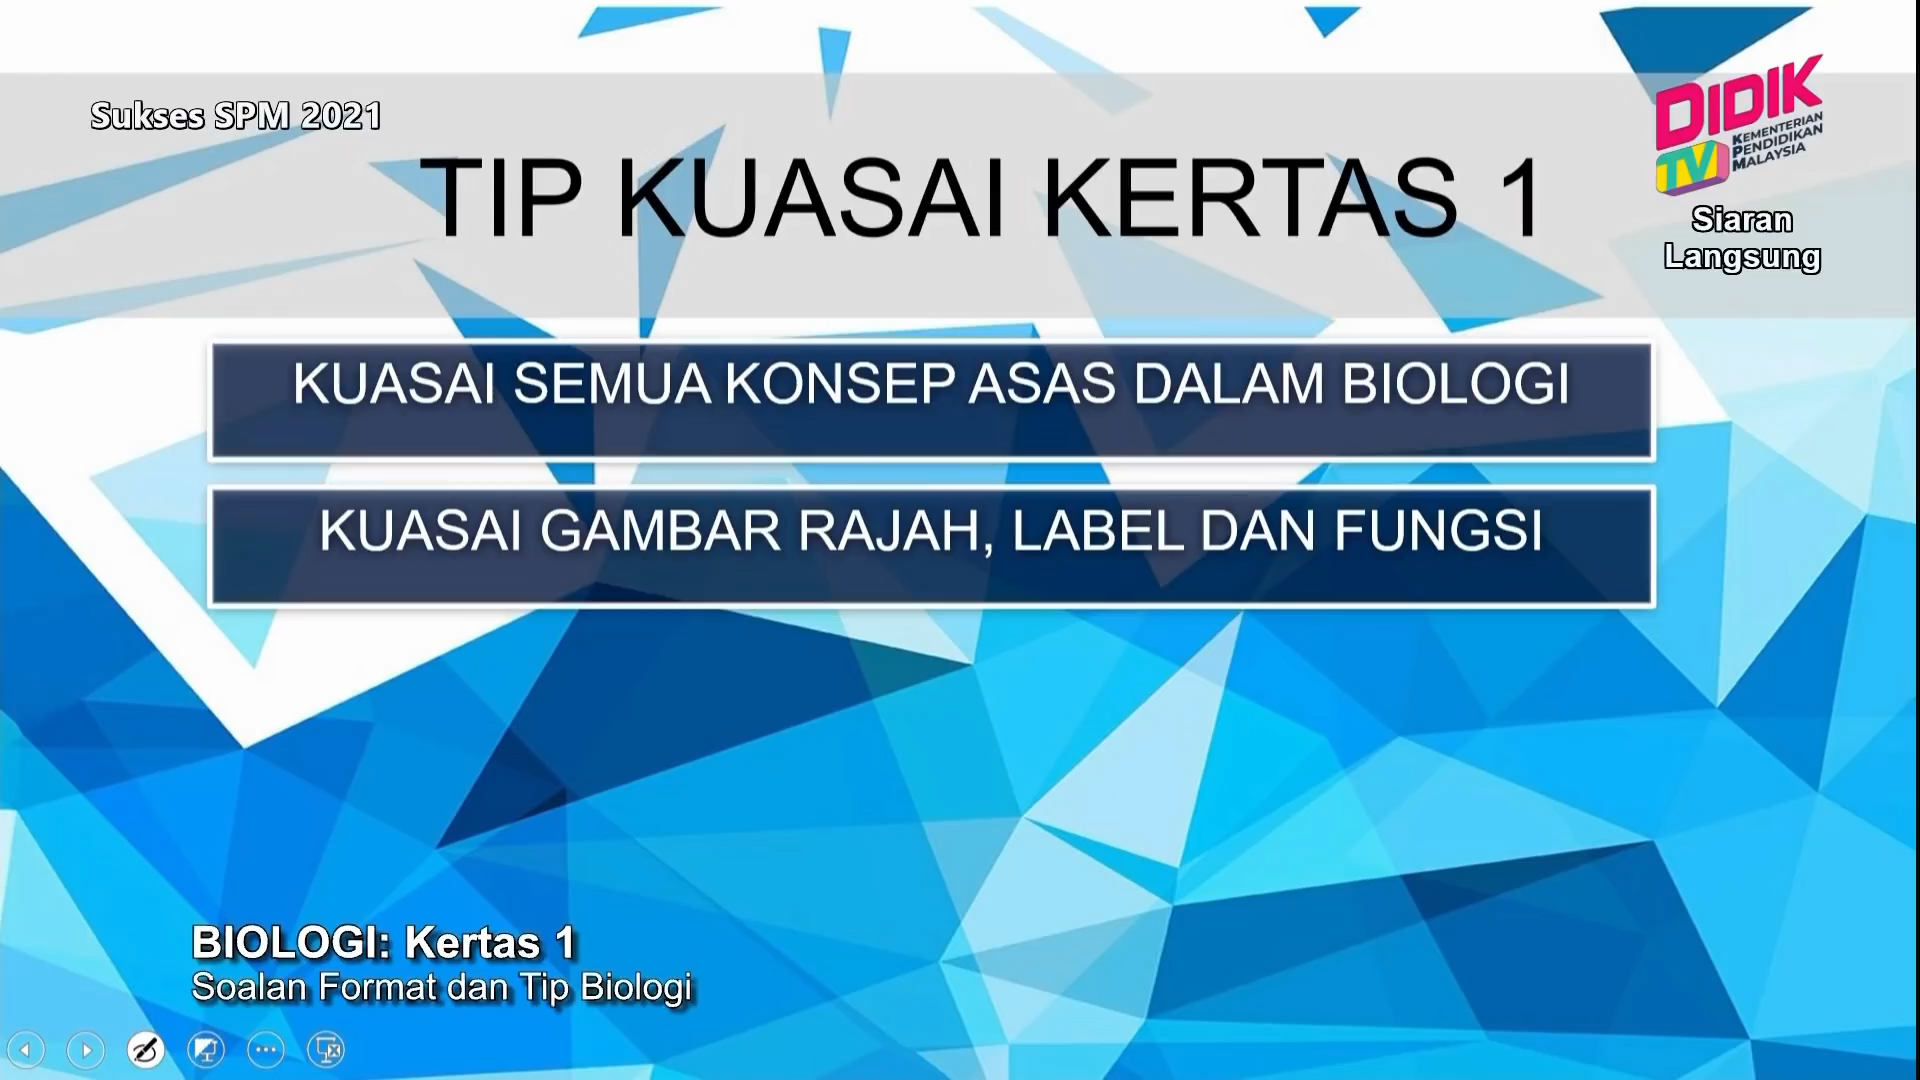 Sukses SPM 2021
DIDIK
TV
KEMENTERIAN
PENDIDIKAN
MALAYSIA
Siaran
Langsung
TIP KUASAI KERTAS 1
KUASAI SEMUA KONSEP ASAS DALAM BIOLOGI
KUASAI GAMBAR RAJAH, LABEL DAN FUNGSI
BIOLOGI: Kertas 1
Soalan Format dan Tip Biologi